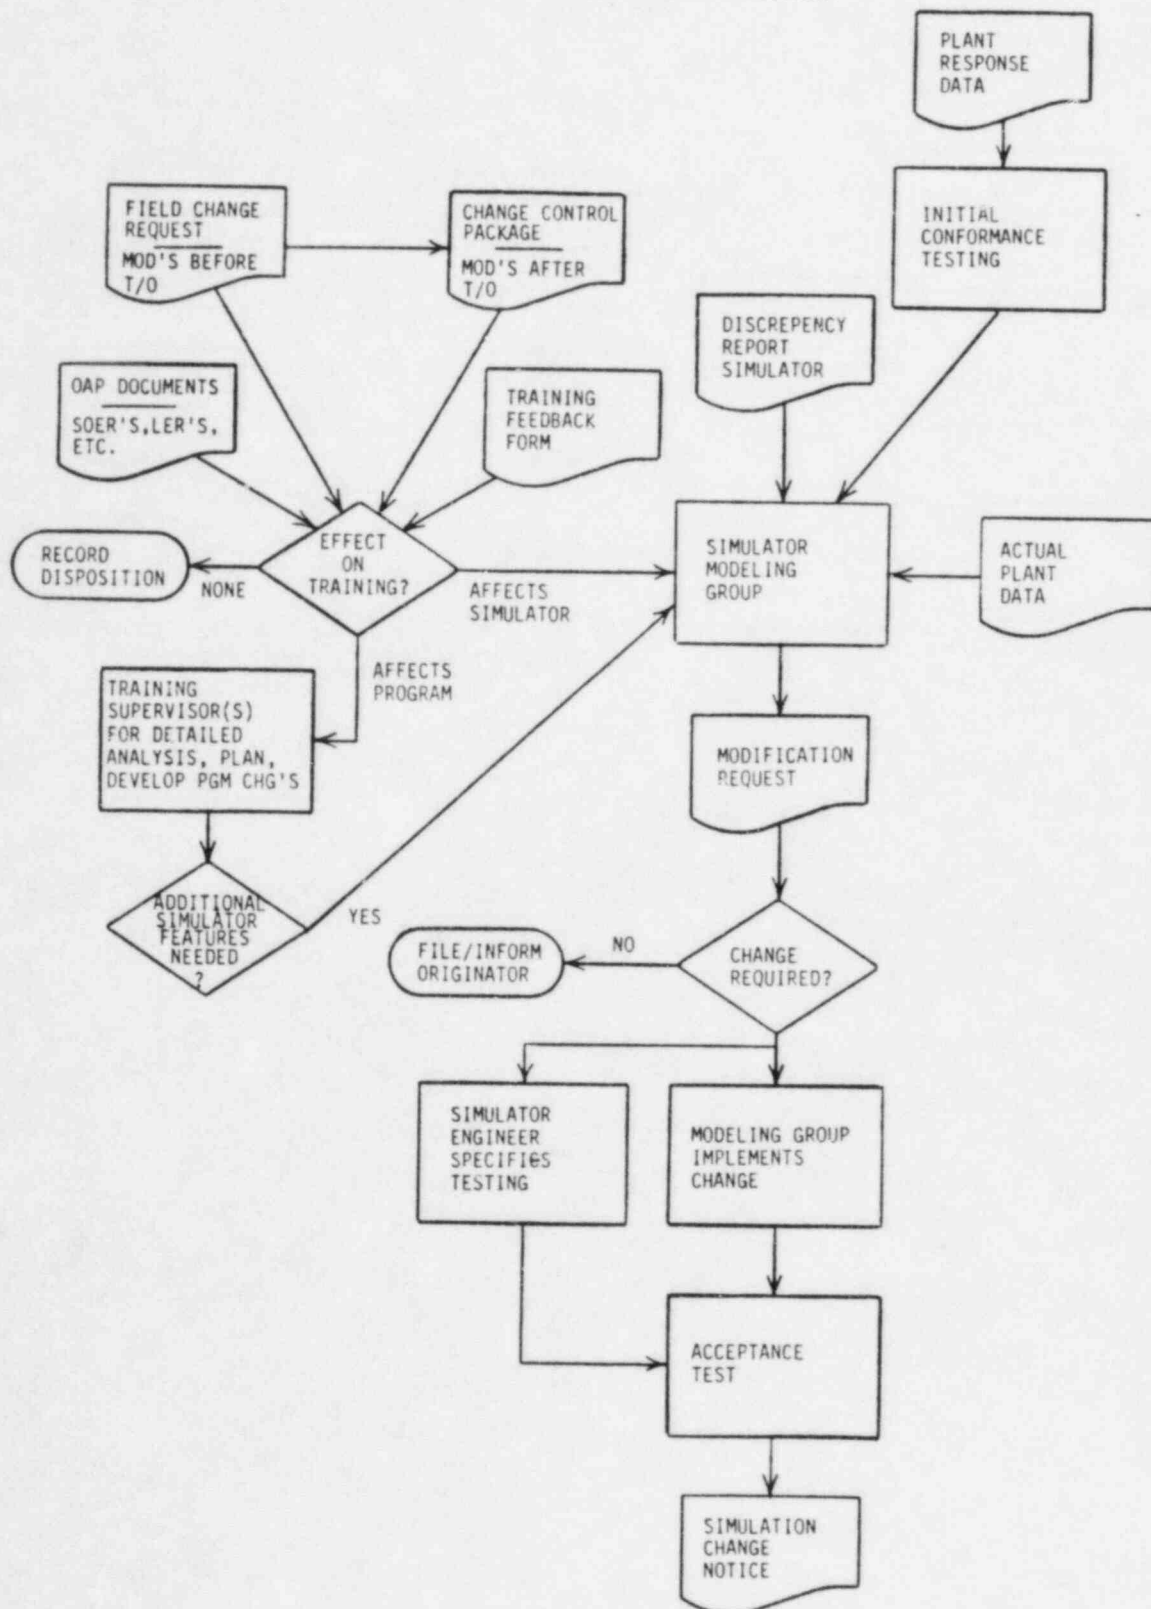 PLANT
RESPONSE
DATA
FIELD CHANGE
REQUEST
MOD'S BEFORE
T/O
CHANGE CONTROL
PACKAGE
MOD'S AFTER
T/O
INITIAL
CONFORMANCE
TESTING
DISCREPENCY
REPORT
SIMULATOR
OAP DOCUMENTS
SOER'S,LER'S,
ETC.
TRAINING
FEEDBACK
FORM
RECORD
DISPOSITION
NONE
EFFECT
ON
TRAINING?
AFFECTS
SIMULATOR
SIMULATOR
MODELING
GROUP
ACTUAL
PLANT
DATA
AFFECTS
PROGRAM
TRAINING
SUPERVISOR(S)
FOR DETAILED
ANALYSIS, PLAN,
DEVELOP PGM CHG'S
MODIFICATION
REQUEST
ADDITIONAL
SIMULATOR
FEATURES
NEEDED
?
YES
FILE/INFORM
ORIGINATOR
NO
CHANGE
REQUIRED?
SIMULATOR
ENGINEER
SPECIFIES
TESTING
MODELING GROUP
IMPLEMENTS
CHANGE
ACCEPTANCE
TEST
SIMULATION
CHANGE
NOTICE